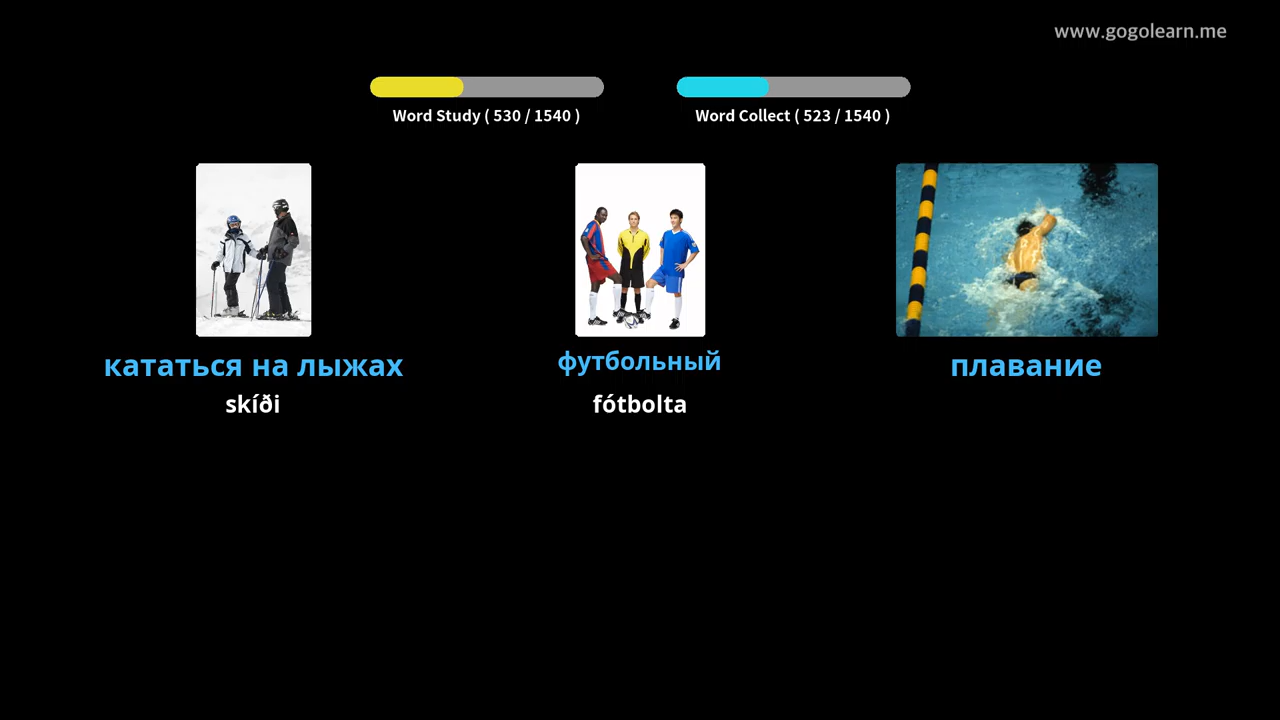 www.gogolearn.me
Word Study ( 530 / 1540 )
Word Collect ( 523 / 1540 )
кататься на лыжах
футбольный
плавание
skíði
fótbolta